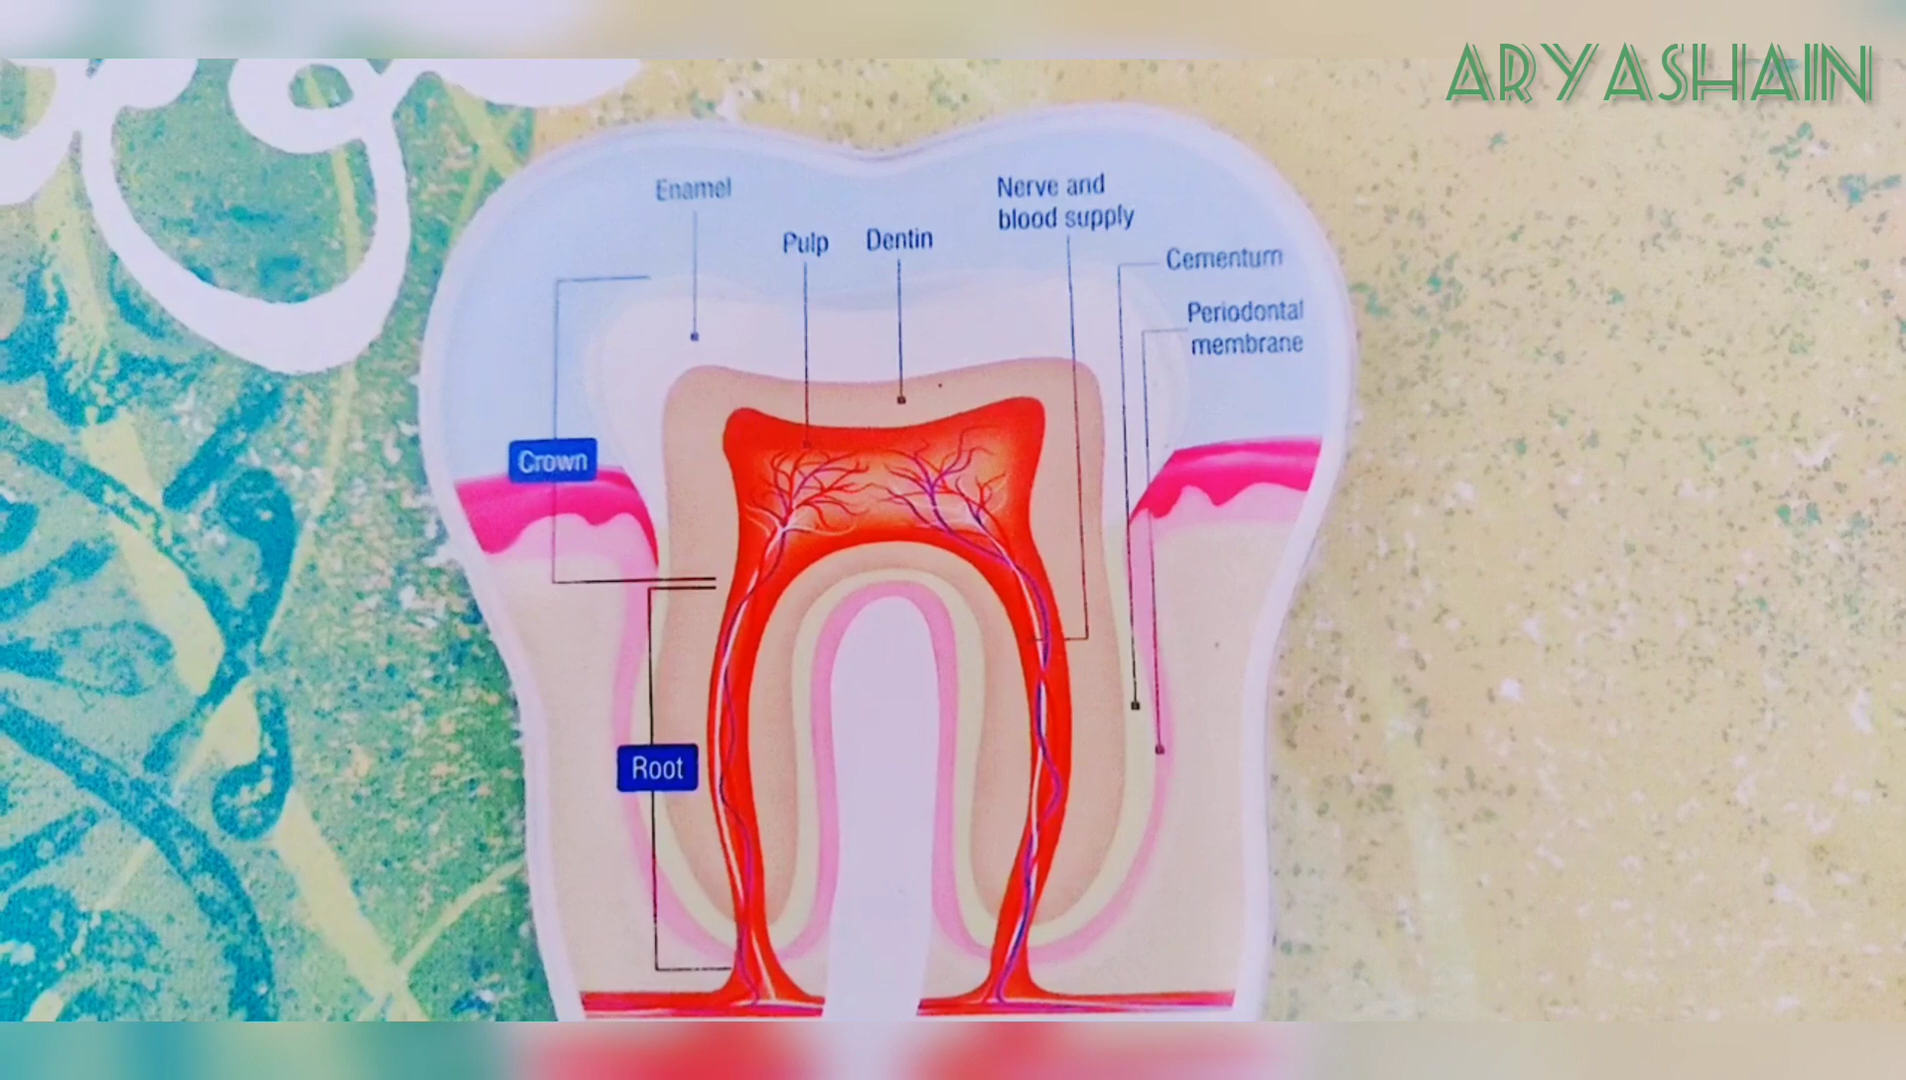 ARYASHAIN
Enamel
Pulp
Dentin
Nerve and
blood supply
Cementum
Periodontal
membrane
Crown
Root